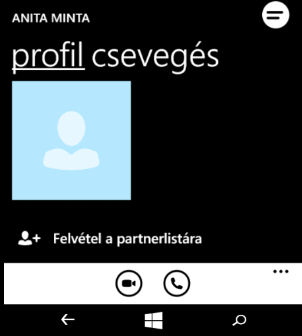 ANITA MINTA
profil csevegés
Felvétel a partnerlistára